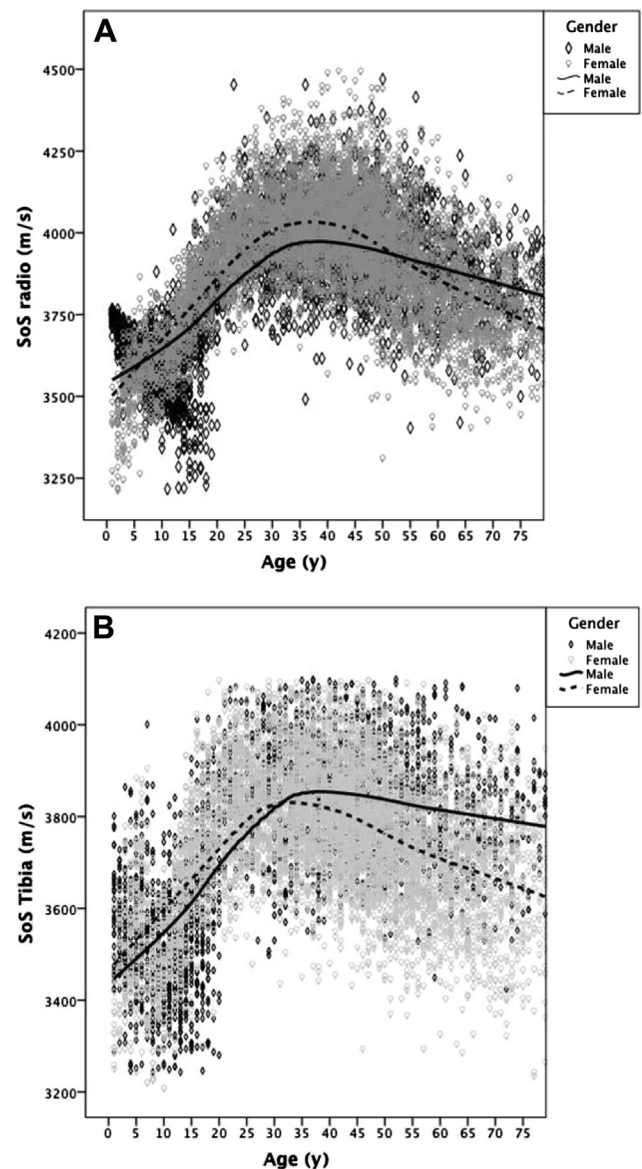 A
Gender
Male
Female
Male
Female
4500
4250
4000
3750
3500
3250
SoS radio (m/s)
0 5 10 15 20 25 30 35 40 45 50 55 60 65 70 75
Age (y)
B
Gender
Male
Female
Male
Female
4200
4000
3800
3600
3400
3200
SoS Tibia (m/s)
0 5 10 15 20 25 30 35 40 45 50 55 60 65 70 75
Age (y)